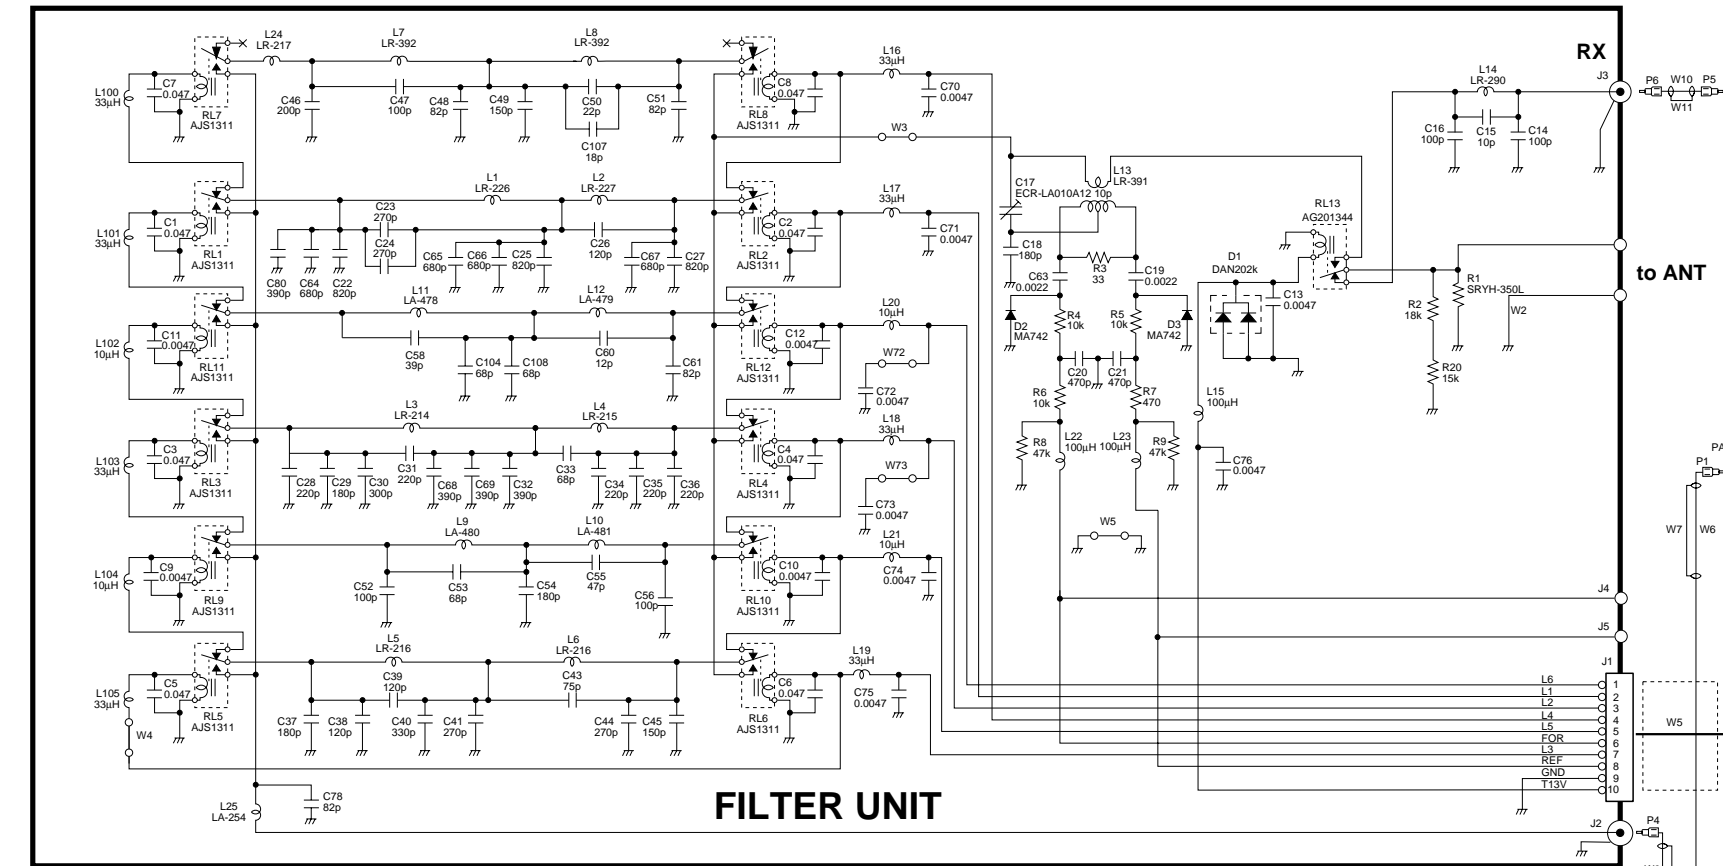 L24
LR-217
L7
LR-392
L8
LR-392
L16
33µH
RX
L14
LR-290
J3
P6 W10 P5
W11
L100
33µH
C7
0.047
RL7
AJS1311
C46
200p
C47
100p
C48
82p
C49
150p
C50
22p
C51
82p
C107
18p
C8
0.047
RL8
AJS1311
C70
0.0047
W3
C16
100p
C15
10p
C14
100p
L1
LR-226
L2
LR-227
L17
33µH
C17
ECR-LA010A12 10p
L13
LR-391
RL13
AG201344
L101
33µH
C1
0.047
RL1
AJS1311
C23
270p
C24
270p
C80
390p
C64
680p
C22
820p
C65
680p
C66
680p
C25
820p
C26
120p
C67
680p
C27
820p
C2
0.047
RL2
AJS1311
C71
0.0047
C18
180p
C63
0.0022
R3
33
C19
0.0022
D1
DAN202k
C13
0.0047
R1
SRYH-350L
R2
18k
to ANT
W2
L11
LA-478
L12
LA-479
L20
10µH
L102
10µH
C11
0.0047
RL11
AJS1311
C58
39p
C104
68p
C108
68p
C60
12p
C61
82p
C12
0.0047
RL12
AJS1311
W72
C72
0.0047
D2
MA742
R4
10k
R5
10k
D3
MA742
C20
470p
C21
470p
R6
10k
R7
470
R20
15k
L15
100µH
L3
LR-214
L4
LR-215
L18
33µH
L103
33µH
C3
0.047
RL3
AJS1311
C28
220p
C29
180p
C30
300p
C31
220p
C68
390p
C69
390p
C32
390p
C33
68p
C34
220p
C35
220p
C36
220p
C4
0.047
RL4
AJS1311
W73
C73
0.0047
R8
47k
L22
100µH
L23
100µH
R9
47k
C76
0.0047
PA
P1
W7
W6
L9
LA-480
L10
LA-481
L21
10µH
W5
L104
10µH
C9
0.0047
RL9
AJS1311
C52
100p
C53
68p
C54
180p
C55
47p
C56
100p
C10
0.0047
RL10
AJS1311
C74
0.0047
J4
J5
L5
LR-216
L6
LR-216
L19
33µH
L105
33µH
C5
0.047
RL5
AJS1311
W4
C37
180p
C38
120p
C39
120p
C40
330p
C41
270p
C43
75p
C44
270p
C45
150p
C6
0.047
RL6
AJS1311
C75
0.0047
J1
L6 1
L1 2
L2 3
L4 4
L5 5
FOR 6
L3 7
REF 8
GND 9
T13V 10
W5
L25
LA-254
C78
82p
FILTER UNIT
J2
P4